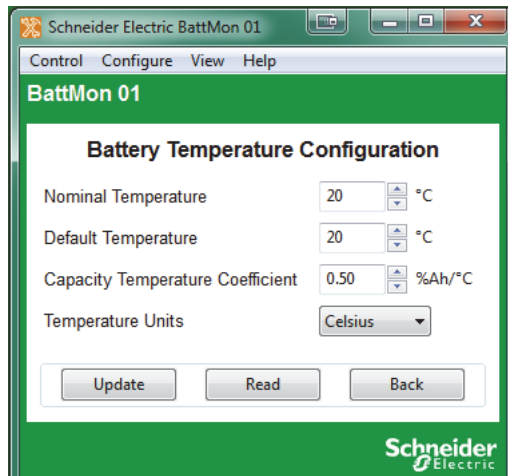 Schneider Electric BattMon 01
Control Configure View Help
BattMon 01
Battery Temperature Configuration
Nominal Temperature 20 °C
Default Temperature 20 °C
Capacity Temperature Coefficient 0.50 %Ah/°C
Temperature Units Celsius
Update Read Back
Schneider
Electric